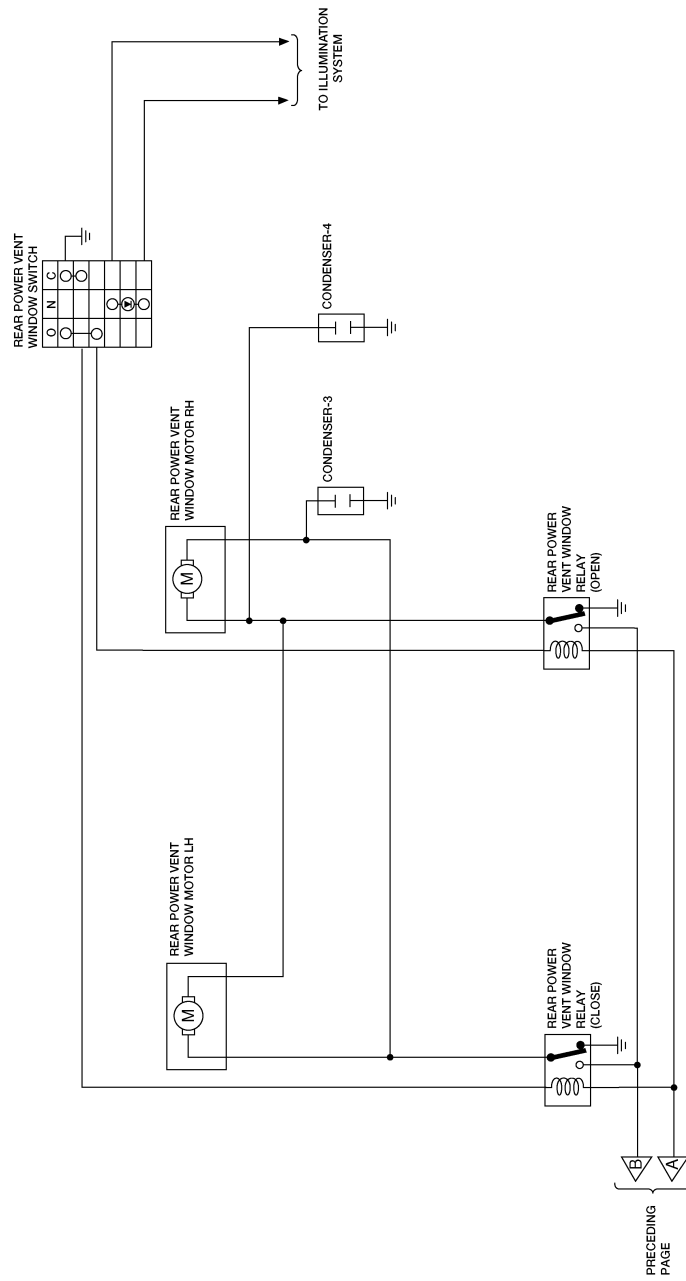 REAR POWER VENT
WINDOW SWITCH
O N C
TO ILLUMINATION
SYSTEM
REAR POWER VENT
WINDOW MOTOR LH
M
REAR POWER VENT
WINDOW MOTOR RH
M
CONDENSER-3
CONDENSER-4
REAR POWER
VENT WINDOW
RELAY
(CLOSE)
REAR POWER
VENT WINDOW
RELAY
(OPEN)
B
A
PRECEDING
PAGE